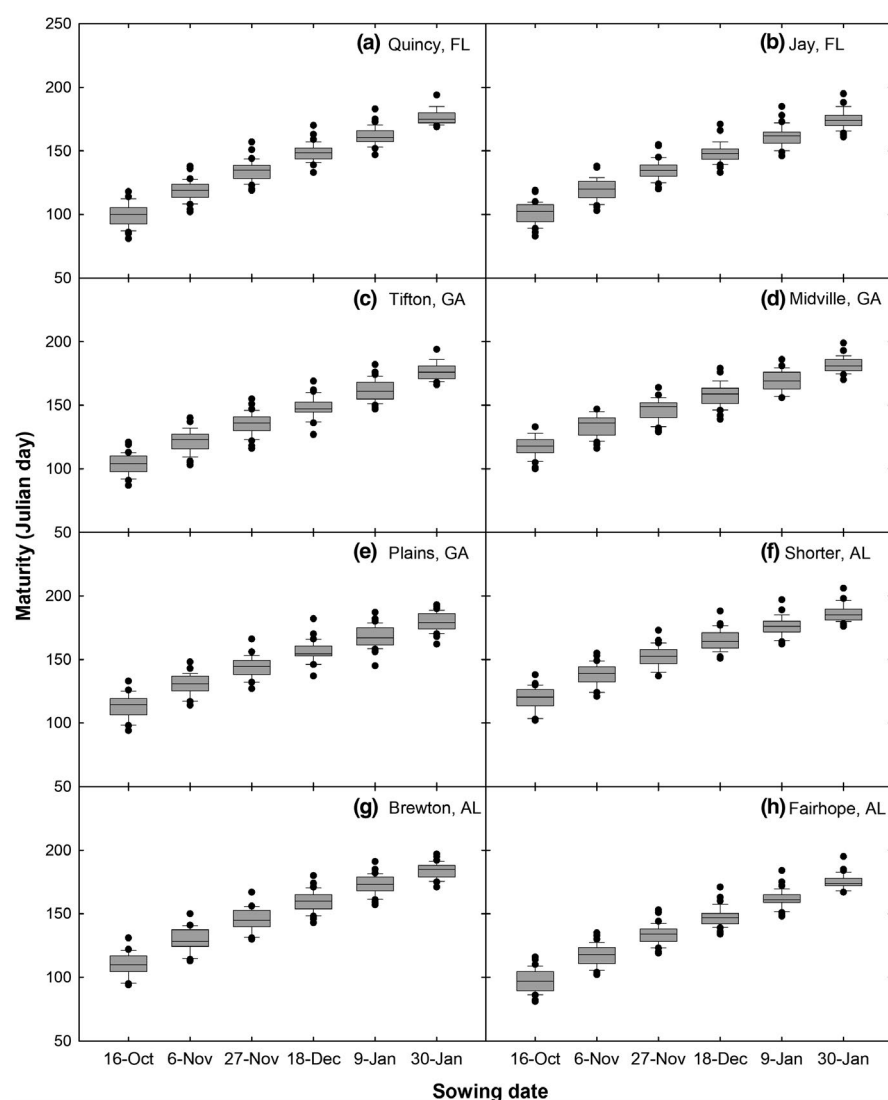 250
(a) Quincy, FL
(b) Jay, FL
200
150
100
50
(c) Tifton, GA
(d) Midville, GA
200
150
100
50
(e) Plains, GA
(f) Shorter, AL
200
150
100
50
(g) Brewton, AL
(h) Fairhope, AL
200
150
100
50
Maturity (Julian day)
16-Oct 6-Nov 27-Nov 18-Dec 9-Jan 30-Jan 16-Oct 6-Nov 27-Nov 18-Dec 9-Jan 30-Jan
Sowing date